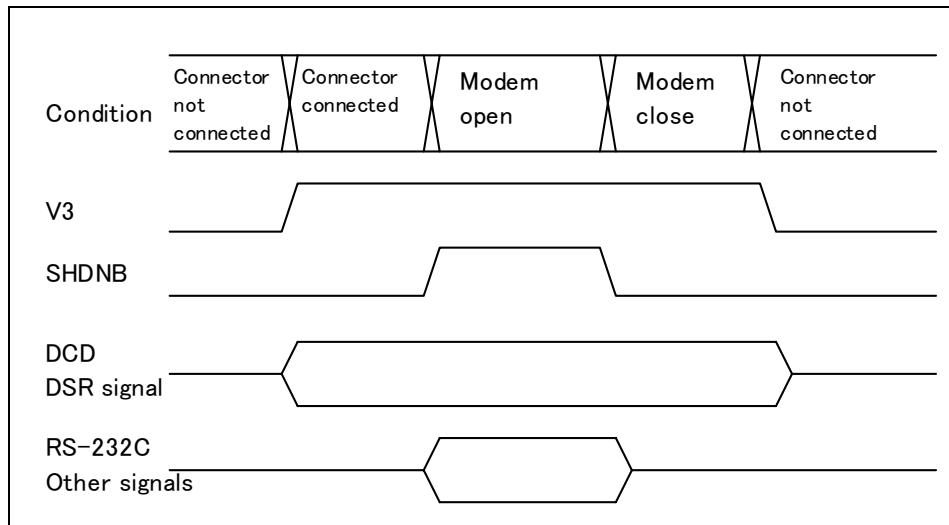 Condition
Connector
not
connected
Connector
connected
Modem
open
Modem
close
Connector
not
connected
V3
SHDNB
DCD
DSR signal
RS-232C
Other signals